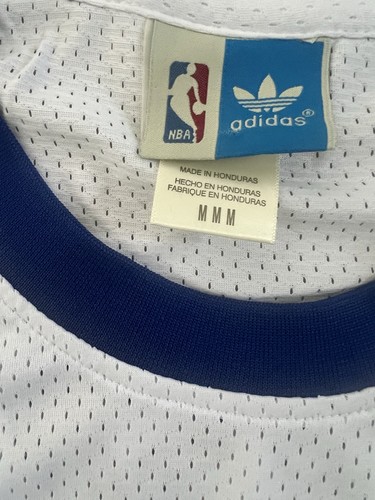 NBA
adidas®
MADE IN HONDURAS
HECHO EN HONDURAS
FABRIQUE EN HONDURAS
M M M